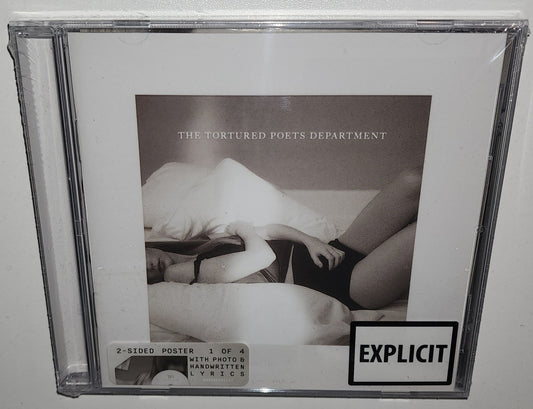 THE TORTURED POETS DEPARTMENT
2-SIDED POSTER 1 OF 4
WITH PHOTO &
HANDWRITTEN
LYRICS
EXPLICIT